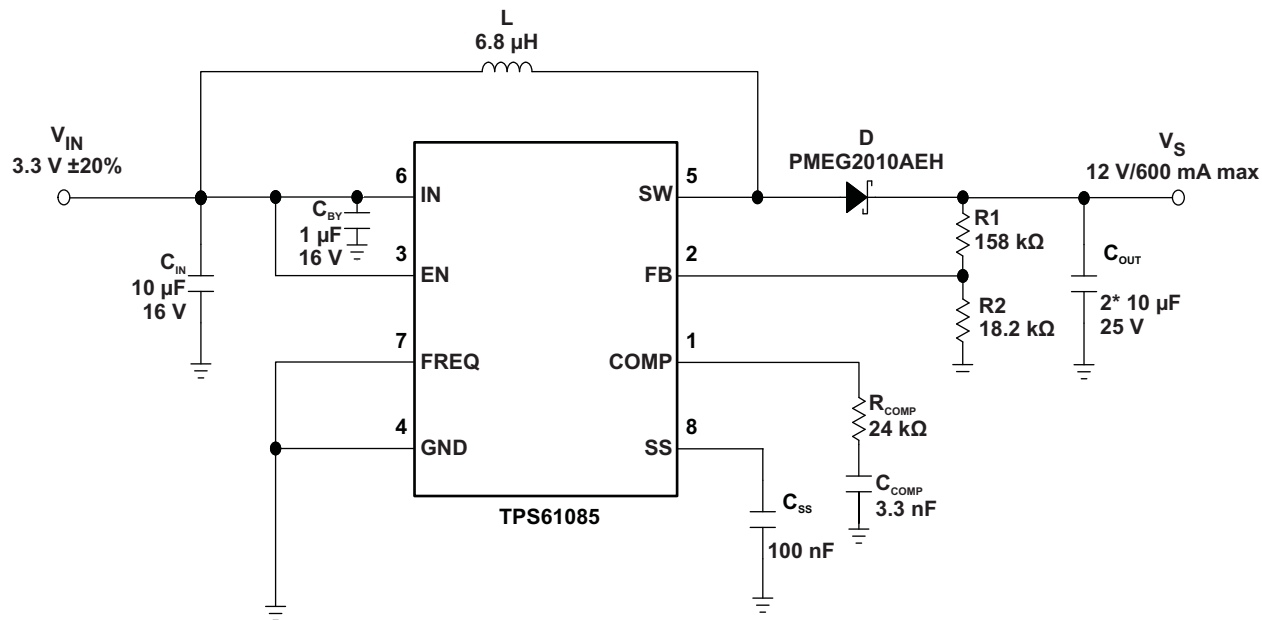 L
6.8 µH
V_IN
3.3 V ±20%
D
PMEG2010AEH
V_S
12 V/600 mA max
6
IN
C_BY
1 µF
16 V
SW
5
R1
158 kΩ
C_IN
10 µF
16 V
3
EN
FB
2
C_OUT
2* 10 µF
25 V
R2
18.2 kΩ
7
FREQ
COMP
1
R_COMP
24 kΩ
4
GND
SS
8
C_COMP
3.3 nF
C_SS
100 nF
TPS61085